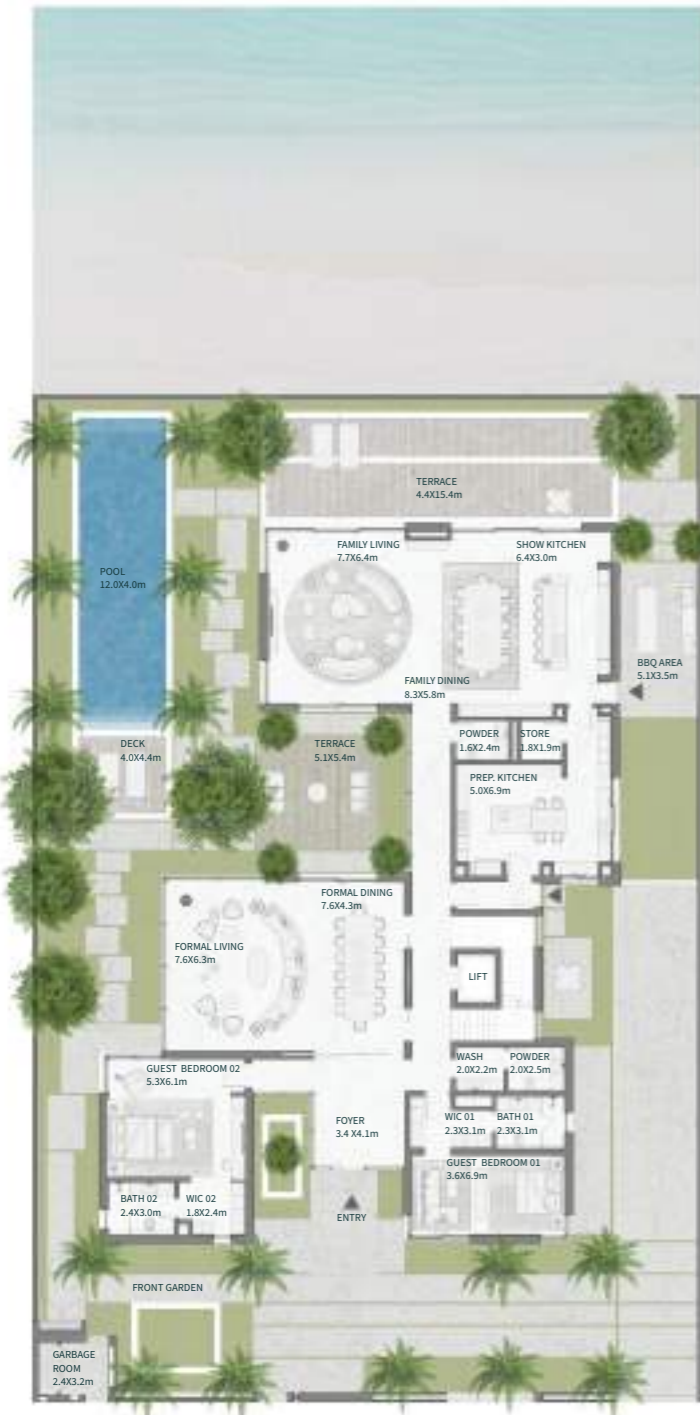 TERRACE
4.4X15.4m
FAMILY LIVING
7.7X6.4m
SHOW KITCHEN
6.4X3.0m
POOL
12.0X4.0m
BBQ AREA
5.1X3.5m
FAMILY DINING
8.3X5.8m
DECK
4.0X4.4m
TERRACE
5.1X5.4m
POWDER
1.6X2.4m
STORE
1.8X1.9m
PREP. KITCHEN
5.0X6.9m
FORMAL DINING
7.6X4.3m
FORMAL LIVING
7.6X6.3m
LIFT
WASH
2.0X2.2m
POWDER
2.0X2.5m
GUEST BEDROOM 02
5.3X6.1m
WIC 01
2.3X3.1m
BATH 01
2.3X3.1m
FOYER
3.4 X4.1m
GUEST BEDROOM 01
3.6X6.9m
BATH 02
2.4X3.0m
WIC 02
1.8X2.4m
ENTRY
FRONT GARDEN
GARBAGE
ROOM
2.4X3.2m